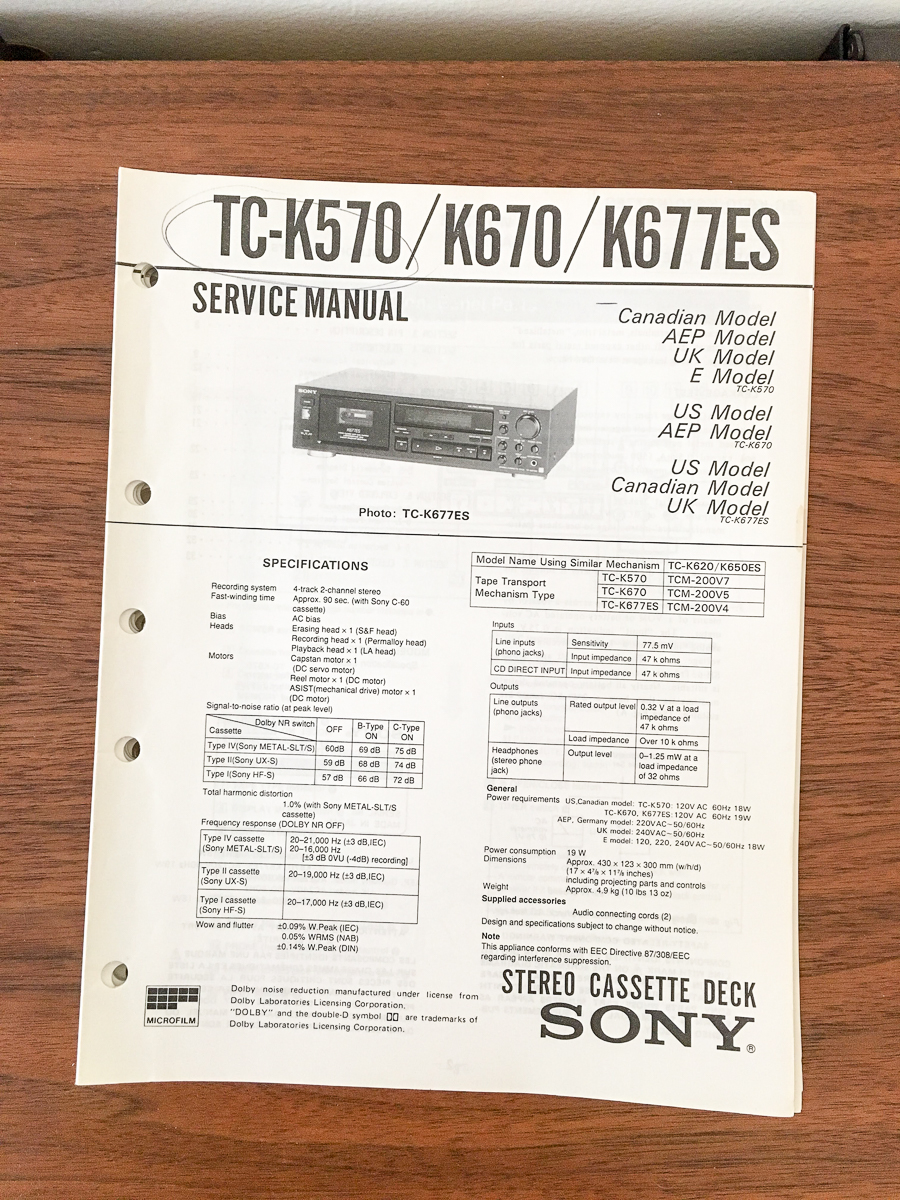 TC-K570/K670/K677ES
SERVICE MANUAL
Canadian Model
AEP Model
UK Model
E Model
TC-K570
US Model
AEP Model
TC-K670
US Model
Canadian Model
UK Model
TC-K677ES
SONY
K677ES
Photo: TC-K677ES
SPECIFICATIONS
Recording system 4-track 2-channel stereo
Fast-winding time Approx. 90 sec. (with Sony C-60
cassette)
Bias AC bias
Heads Erasing head × 1 (S&F head)
Recording head × 1 (Permalloy head)
Playback head × 1 (LA head)
Motors Capstan motor × 1
(DC servo motor)
Reel motor × 1 (DC motor)
ASIST(mechanical drive) motor × 1
(DC motor)
Signal-to-noise ratio (at peak level)
Dolby NR switch
Cassette
OFF B-Type ON C-Type ON
Type IV(Sony METAL-SLT/S) 60dB 69 dB 75 dB
Type II(Sony UX-S) 59 dB 68 dB 74 dB
Type I(Sony HF-S) 57 dB 66 dB 72 dB
Total harmonic distortion
1.0% (with Sony METAL-SLT/S
cassette)
Frequency response (DOLBY NR OFF)
Type IV cassette 20–21,000 Hz (±3 dB,IEC)
(Sony METAL-SLT/S) 20–16,000 Hz
[±3 dB 0VU (-4dB) recording]
Type II cassette
(Sony UX-S) 20–19,000 Hz (±3 dB,IEC)
Type I cassette
(Sony HF-S) 20–17,000 Hz (±3 dB,IEC)
Wow and flutter ±0.09% W.Peak (IEC)
0.05% WRMS (NAB)
±0.14% W.Peak (DIN)
Model Name Using Similar Mechanism TC-K620/K650ES
Tape Transport
Mechanism Type
TC-K570 TCM-200V7
TC-K670 TCM-200V5
TC-K677ES TCM-200V4
Inputs
Line inputs
(phono jacks)
Sensitivity 77.5 mV
Input impedance 47 k ohms
CD DIRECT INPUT Input impedance 47 k ohms
Outputs
Line outputs
(phono jacks)
Rated output level 0.32 V at a load
impedance of
47 k ohms
Load impedance Over 10 k ohms
Headphones
(stereo phone
jack)
Output level 0–1.25 mW at a
load impedance
of 32 ohms
General
Power requirements US,Canadian model: TC-K570: 120V AC 60Hz 18W
TC-K670, K677ES: 120V AC 60Hz 19W
AEP, Germany model: 220VAC~50/60Hz
UK model: 240VAC~50/60Hz
E model: 120, 220, 240VAC~50/60Hz 18W
Power consumption 19 W
Dimensions Approx. 430 × 123 × 300 mm (w/h/d)
(17 × 4 7/8 × 11 7/8 inches)
including projecting parts and controls
Weight Approx. 4.9 kg (10 lbs 13 oz)
Supplied accessories
Audio connecting cords (2)
Design and specifications subject to change without notice.
Note
This appliance conforms with EEC Directive 87/308/EEC
regarding interference suppression.
MICROFILM
Dolby noise reduction manufactured under license from
Dolby Laboratories Licensing Corporation.
"DOLBY" and the double-D symbol are trademarks of
Dolby Laboratories Licensing Corporation.
STEREO CASSETTE DECK
SONY®